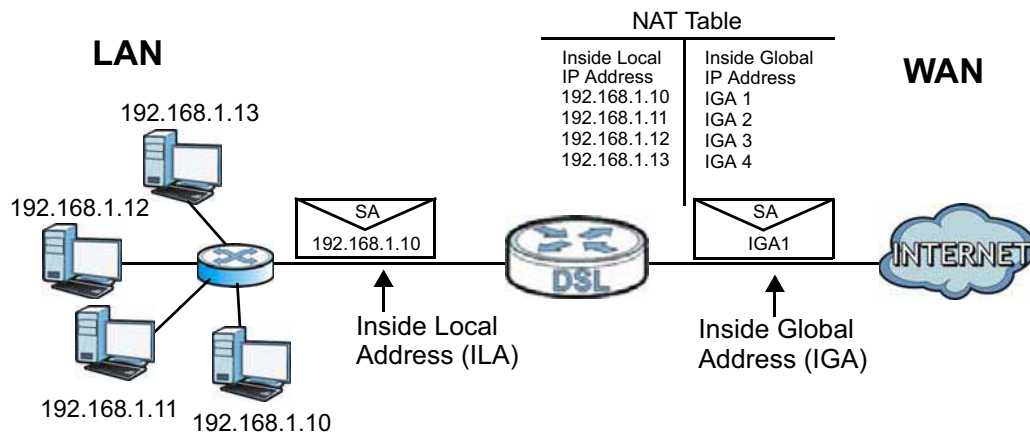 NAT Table
LAN
WAN
Inside Local
IP Address
192.168.1.10
192.168.1.11
192.168.1.12
192.168.1.13
Inside Global
IP Address
IGA 1
IGA 2
IGA 3
IGA 4
192.168.1.13
192.168.1.12
192.168.1.11
192.168.1.10
SA
192.168.1.10
SA
IGA1
DSL
INTERNET
Inside Local
Address (ILA)
Inside Global
Address (IGA)